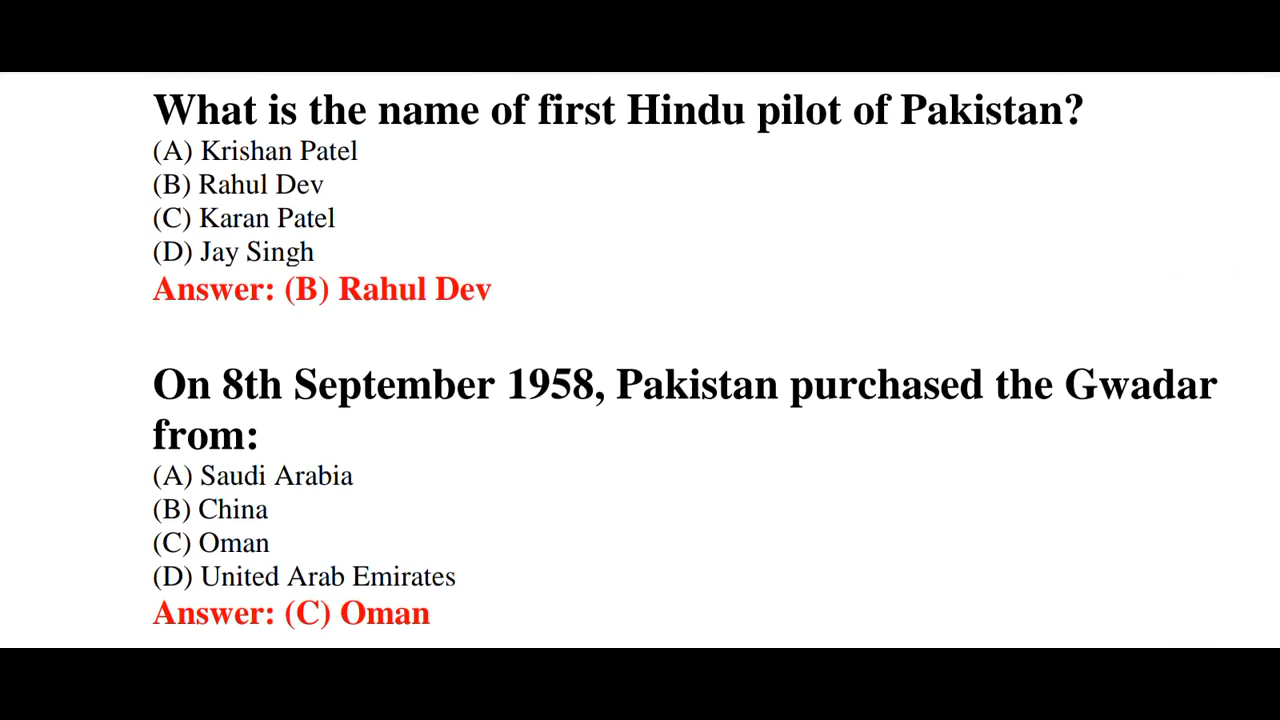 What is the name of first Hindu pilot of Pakistan?
(A) Krishan Patel
(B) Rahul Dev
(C) Karan Patel
(D) Jay Singh
Answer: (B) Rahul Dev
On 8th September 1958, Pakistan purchased the Gwadar
from:
(A) Saudi Arabia
(B) China
(C) Oman
(D) United Arab Emirates
Answer: (C) Oman